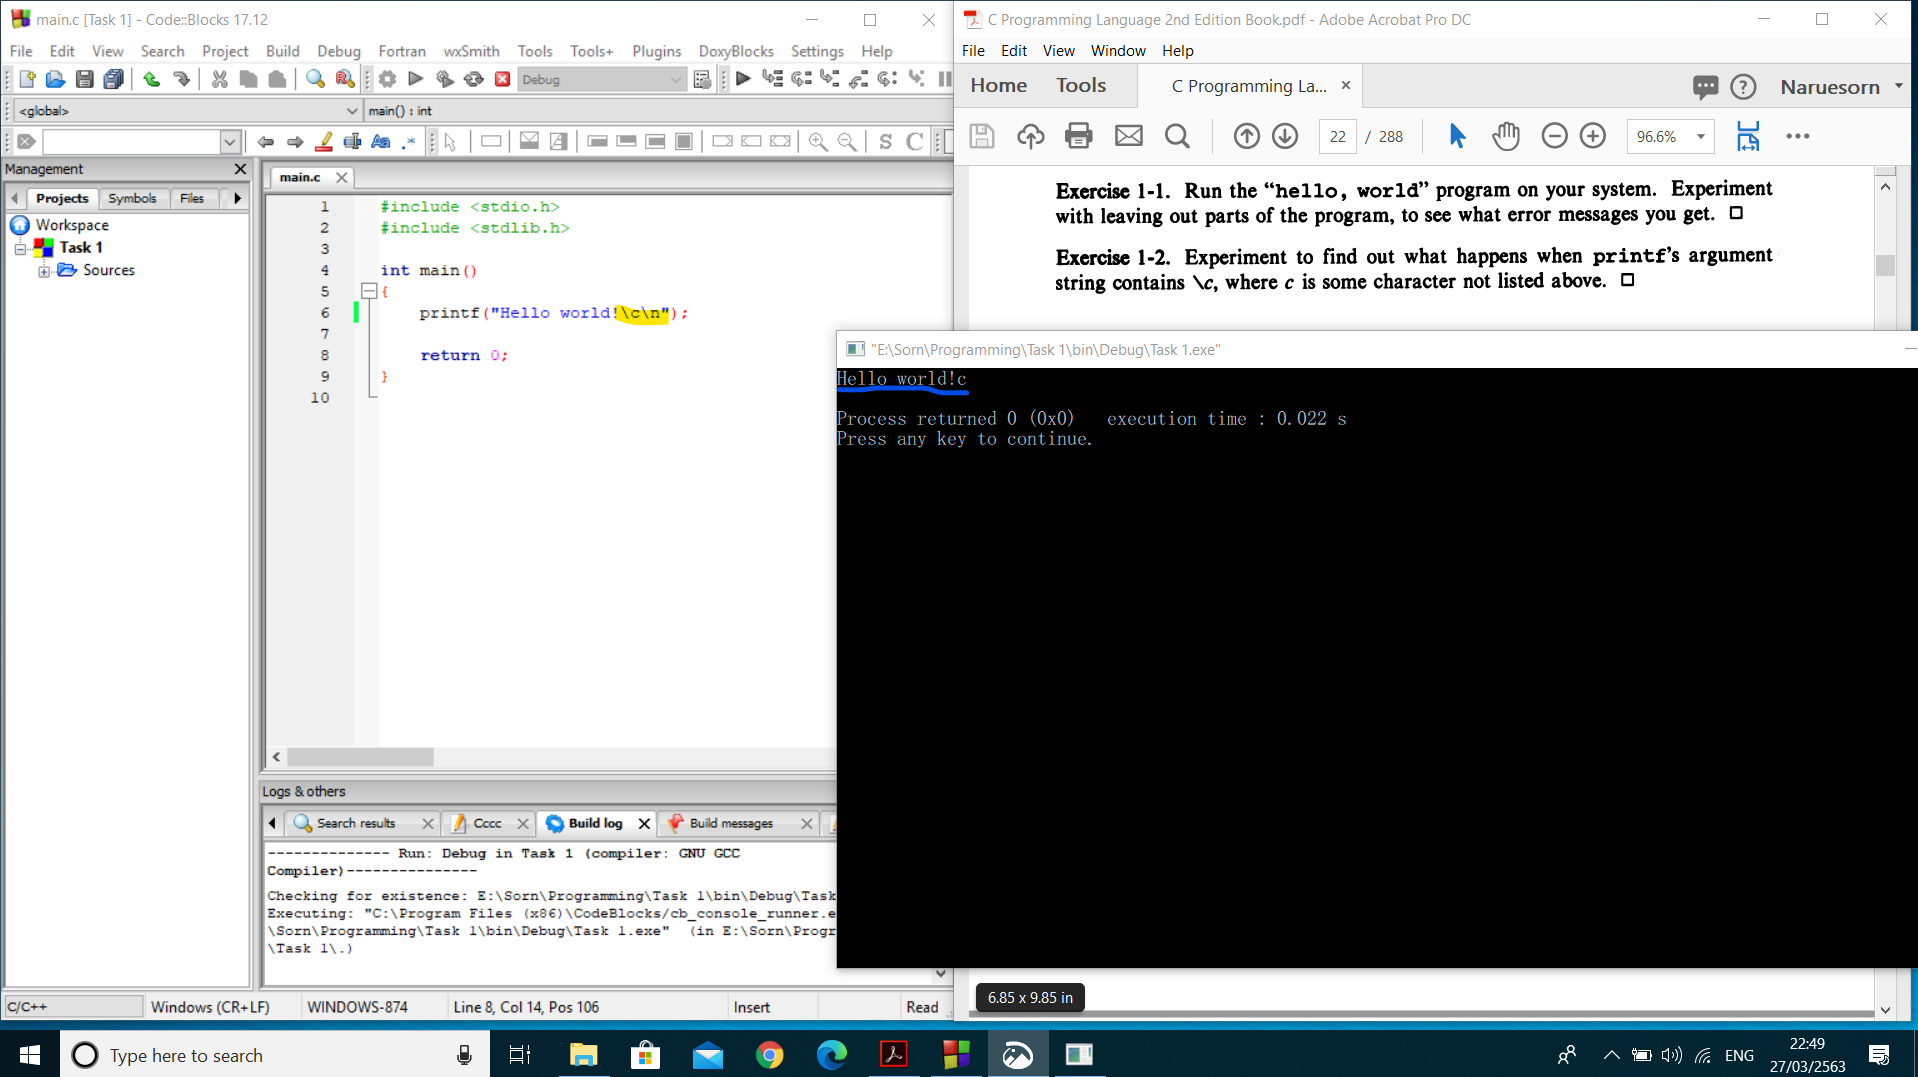 main.c [Task 1] - Code::Blocks 17.12
File Edit View Search Project Build Debug Fortran wxSmith Tools Tools+ Plugins DoxyBlocks Settings Help
Debug
<global>
main() : int
S C
Management
Projects Symbols Files
Workspace
Task 1
Sources
main.c
1 #include <stdio.h>
2 #include <stdlib.h>
3
4 int main()
5 {
6 printf("Hello world!\c\n");
7
8 return 0;
9 }
10
Logs & others
Search results Cccc Build log Build messages
-------------- Run: Debug in Task 1 (compiler: GNU GCC
Compiler)---------------
Checking for existence: E:\Sorn\Programming\Task 1\bin\Debug\Task
Executing: "C:\Program Files (x86)\CodeBlocks/cb_console_runner.e
\Sorn\Programming\Task 1\bin\Debug\Task 1.exe" (in E:\Sorn\Progr
\Task 1\.)
C/C++ Windows (CR+LF) WINDOWS-874 Line 8, Col 14, Pos 106 Insert Read
C Programming Language 2nd Edition Book.pdf - Adobe Acrobat Pro DC
File Edit View Window Help
Home Tools C Programming La... Naruesorn
22 / 288 96.6%
Exercise 1-1. Run the “hello, world” program on your system. Experiment
with leaving out parts of the program, to see what error messages you get. □
Exercise 1-2. Experiment to find out what happens when printf's argument
string contains \c, where c is some character not listed above. □
"E:\Sorn\Programming\Task 1\bin\Debug\Task 1.exe"
Hello world!c
Process returned 0 (0x0) execution time : 0.022 s
Press any key to continue.
6.85 x 9.85 in
Type here to search
ENG
22:49
27/03/2563